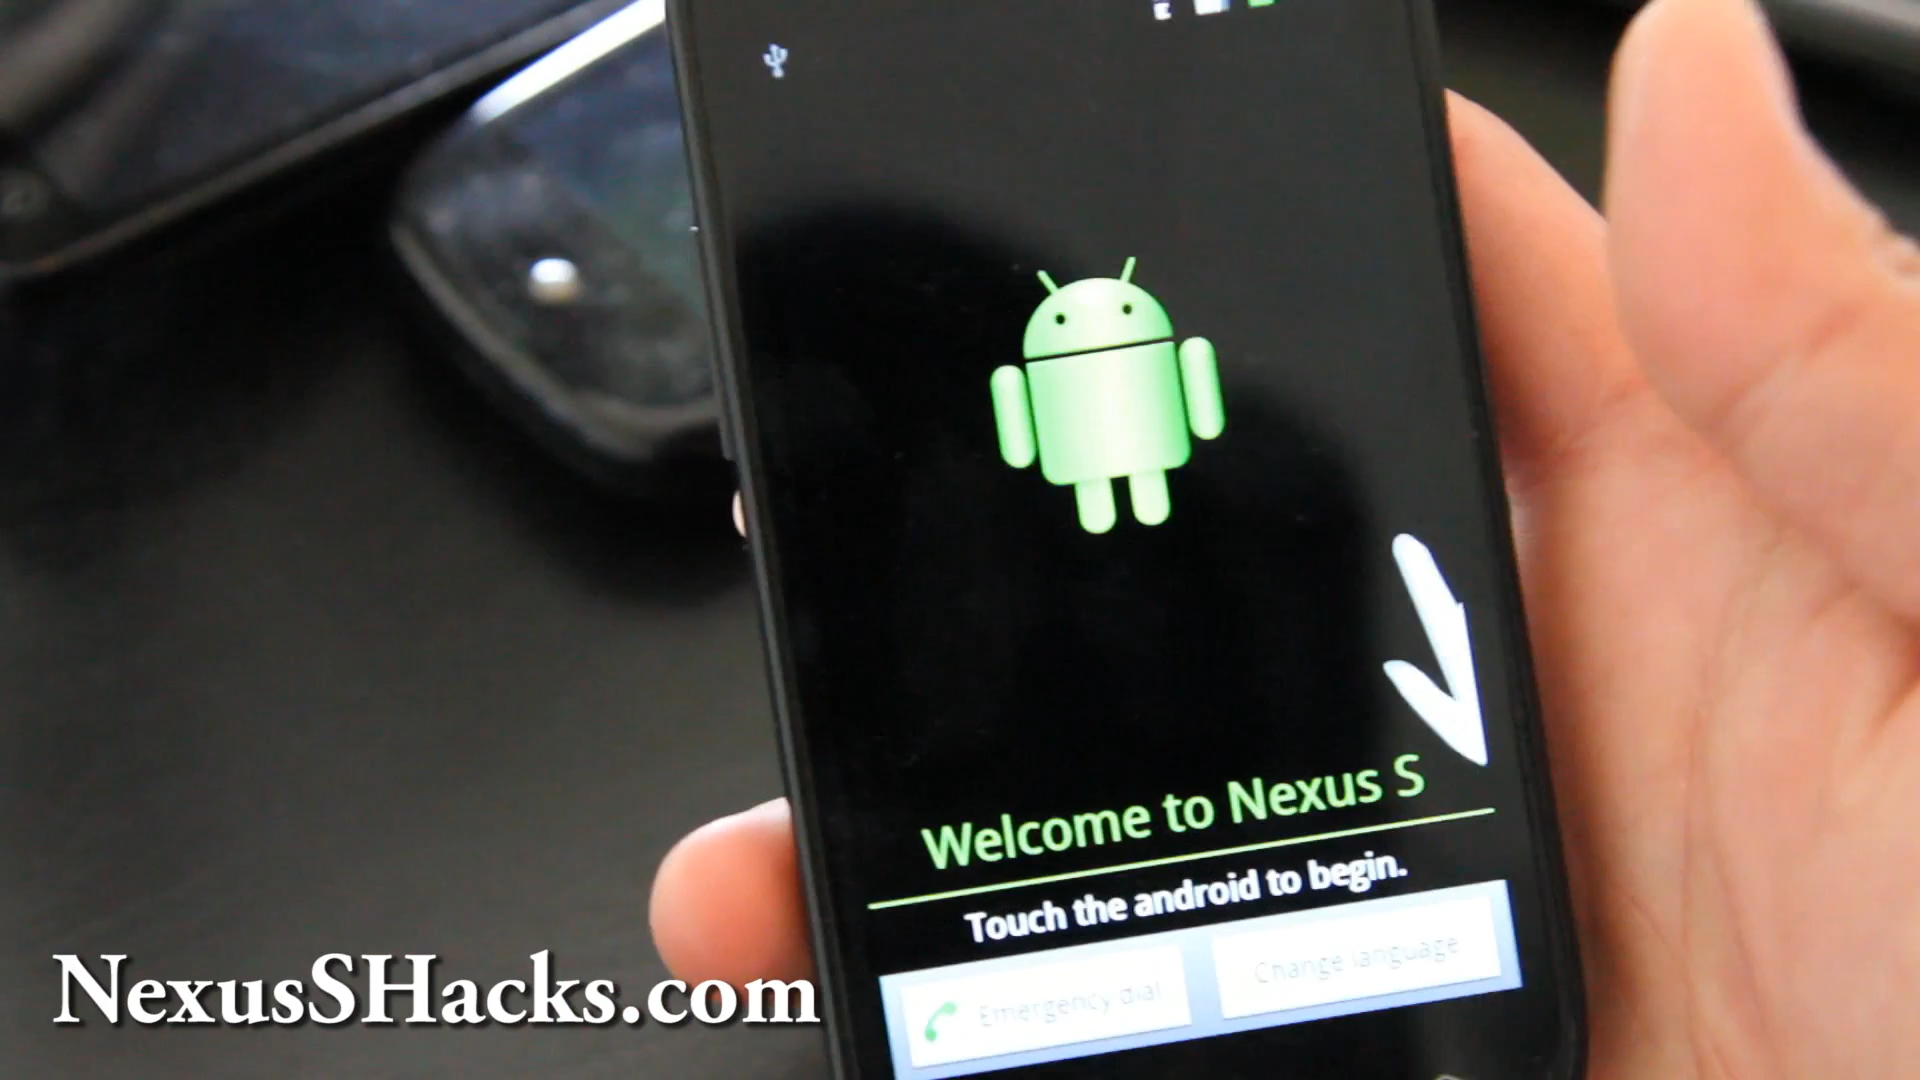 Welcome to Nexus S
Touch the android to begin.
Emergency dial
Change language
NexusSHacks.com